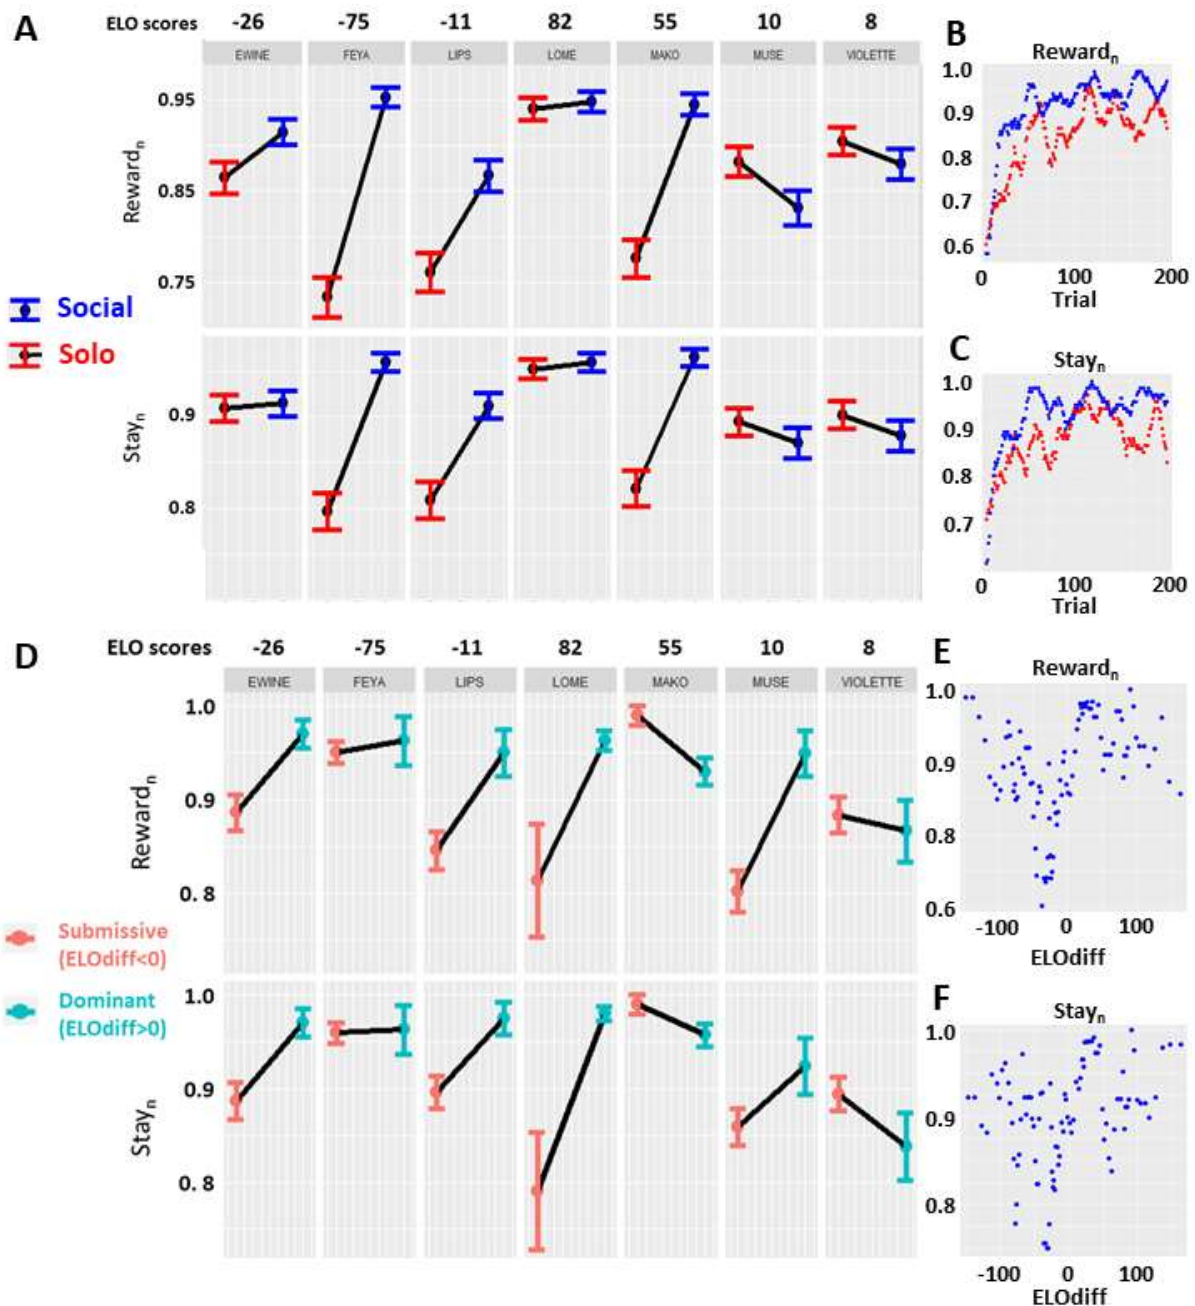 A
ELO scores -26 -75 -11 82 55 10 8
EWINE FEYA LIPS LOME MAKO MUSE VIOLETTE
Rewardn
0.95
0.85
0.75
Social
Solo
Stayn
0.9
0.8
B
Rewardn
1.0
0.9
0.8
0.7
0.6
0 100 200
Trial
C
Stayn
1.0
0.9
0.8
0.7
0 100 200
Trial
D
ELO scores -26 -75 -11 82 55 10 8
EWINE FEYA LIPS LOME MAKO MUSE VIOLETTE
Rewardn
1.0
0.9
0.8
Submissive
(ELOdiff<0)
Dominant
(ELOdiff>0)
Stayn
1.0
0.9
0. 8
E
Rewardn
1.0
0.9
0.8
0.6
-100 0 100
ELOdiff
F
Stayn
1.0
0.9
0.8
-100 0 100
ELOdiff